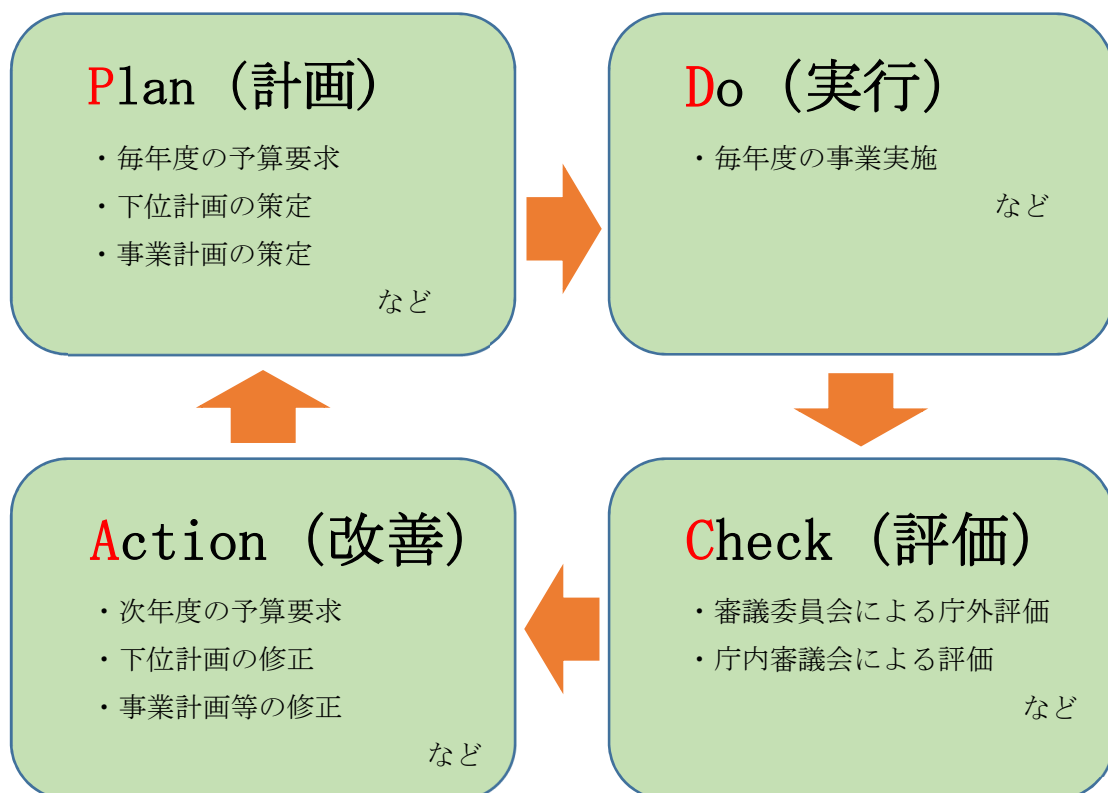 Plan（計画）
・毎年度の予算要求
・下位計画の策定
・事業計画の策定
など
Do（実行）
・毎年度の事業実施
など
Action（改善）
・次年度の予算要求
・下位計画の修正
・事業計画等の修正
など
Check（評価）
・審議委員会による庁外評価
・庁内審議会による評価
など